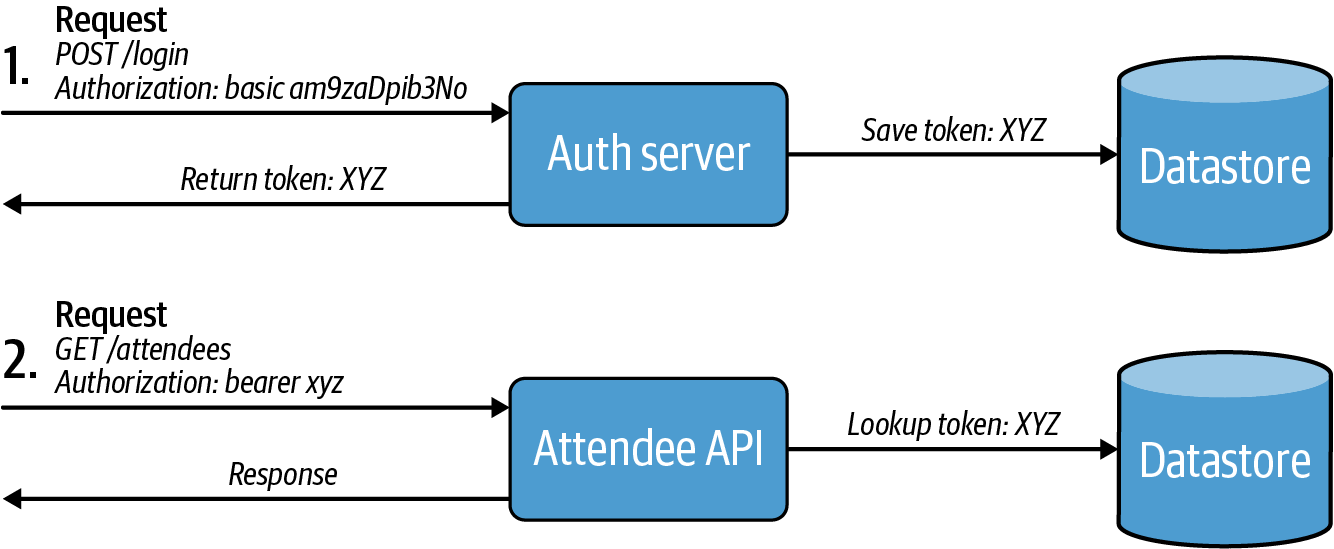 1.
Request
POST /login
Authorization: basic am9zaDpib3No
Return token: XYZ
Auth server
Save token: XYZ
Datastore
2.
Request
GET /attendees
Authorization: bearer xyz
Response
Attendee API
Lookup token: XYZ
Datastore